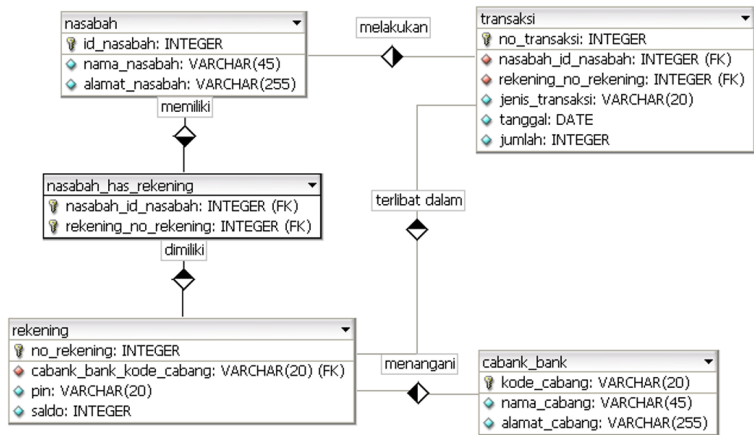 nasabah
id_nasabah: INTEGER
nama_nasabah: VARCHAR(45)
alamat_nasabah: VARCHAR(255)
melakukan
transaksi
no_transaksi: INTEGER
nasabah_id_nasabah: INTEGER (FK)
rekening_no_rekening: INTEGER (FK)
jenis_transaksi: VARCHAR(20)
tanggal: DATE
jumlah: INTEGER
memiliki
nasabah_has_rekening
nasabah_id_nasabah: INTEGER (FK)
rekening_no_rekening: INTEGER (FK)
terlibat dalam
dimiliki
rekening
no_rekening: INTEGER
cabank_bank_kode_cabang: VARCHAR(20) (FK)
pin: VARCHAR(20)
saldo: INTEGER
menangani
cabank_bank
kode_cabang: VARCHAR(20)
nama_cabang: VARCHAR(45)
alamat_cabang: VARCHAR(255)